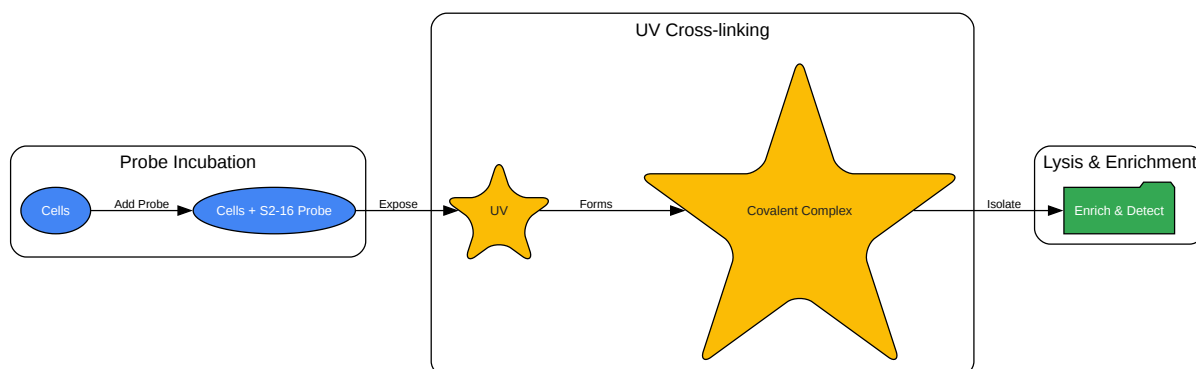 UV Cross-linking
Probe Incubation
Lysis & Enrichment
Cells
Add Probe
Cells + S2-16 Probe
Expose
UV
Forms
Covalent Complex
Isolate
Enrich & Detect